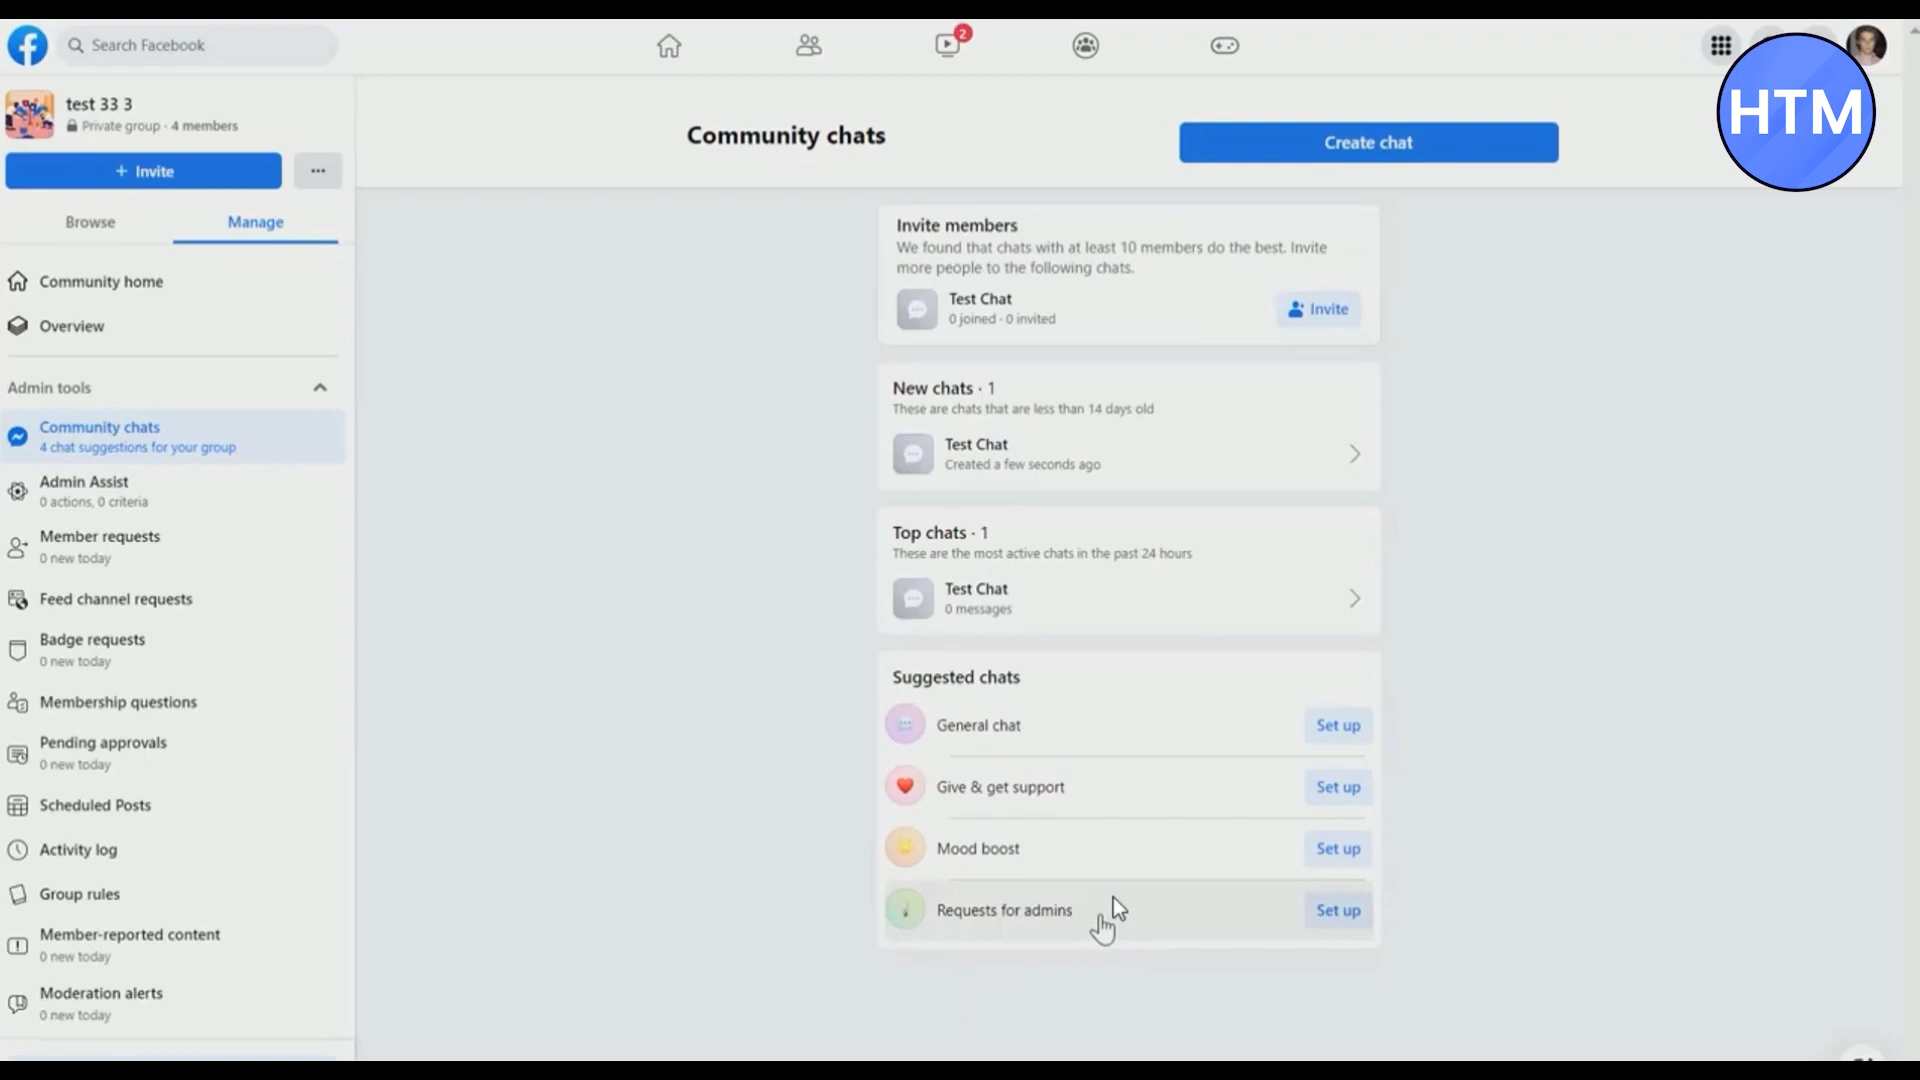 Search Facebook
2
HTM
test 33 3
Private group · 4 members
+ Invite
...
Browse
Manage
Community home
Overview
Admin tools
Community chats
4 chat suggestions for your group
Admin Assist
0 actions, 0 criteria
Member requests
0 new today
Feed channel requests
Badge requests
0 new today
Membership questions
Pending approvals
0 new today
Scheduled Posts
Activity log
Group rules
Member-reported content
0 new today
Moderation alerts
0 new today
Community chats
Create chat
Invite members
We found that chats with at least 10 members do the best. Invite
more people to the following chats.
Test Chat
0 joined · 0 invited
Invite
New chats · 1
These are chats that are less than 14 days old
Test Chat
Created a few seconds ago
Top chats · 1
These are the most active chats in the past 24 hours
Test Chat
0 messages
Suggested chats
General chat
Set up
Give & get support
Set up
Mood boost
Set up
Requests for admins
Set up